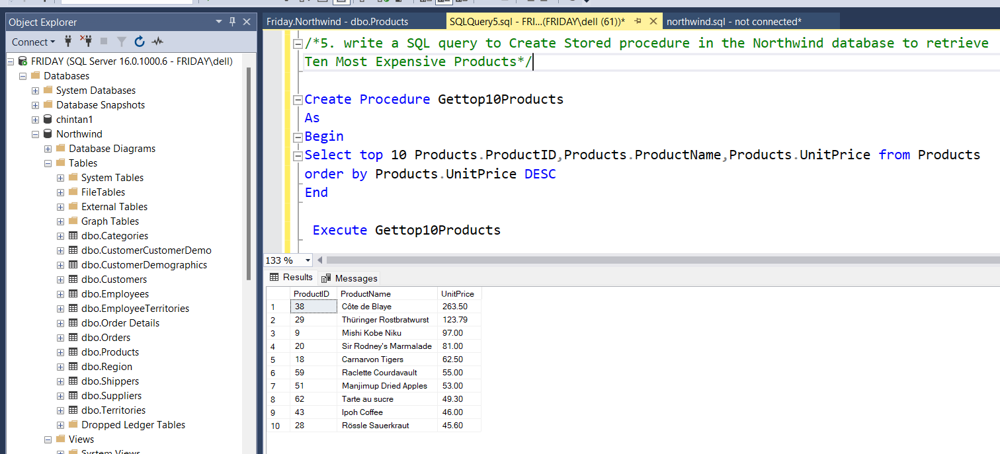 Object Explorer
Connect
FRIDAY (SQL Server 16.0.1000.6 - FRIDAY\dell)
Databases
System Databases
Database Snapshots
chintan1
Northwind
Database Diagrams
Tables
System Tables
FileTables
External Tables
Graph Tables
dbo.Categories
dbo.CustomerCustomerDemo
dbo.CustomerDemographics
dbo.Customers
dbo.Employees
dbo.EmployeeTerritories
dbo.Order Details
dbo.Orders
dbo.Products
dbo.Region
dbo.Shippers
dbo.Suppliers
dbo.Territories
Dropped Ledger Tables
Views
System Views
Friday.Northwind - dbo.Products SQLQuery5.sql - FRI...(FRIDAY\dell (61))* northwind.sql - not connected*
/*5. write a SQL query to Create Stored procedure in the Northwind database to retrieve
Ten Most Expensive Products*/
Create Procedure Gettop10Products
As
Begin
Select top 10 Products.ProductID,Products.ProductName,Products.UnitPrice from Products
order by Products.UnitPrice DESC
End
Execute Gettop10Products
133 %
Results Messages
ProductID ProductName UnitPrice
1 38 Côte de Blaye 263.50
2 29 Thüringer Rostbratwurst 123.79
3 9 Mishi Kobe Niku 97.00
4 20 Sir Rodney's Marmalade 81.00
5 18 Carnarvon Tigers 62.50
6 59 Raclette Courdavault 55.00
7 51 Manjimup Dried Apples 53.00
8 62 Tarte au sucre 49.30
9 43 Ipoh Coffee 46.00
10 28 Rössle Sauerkraut 45.60